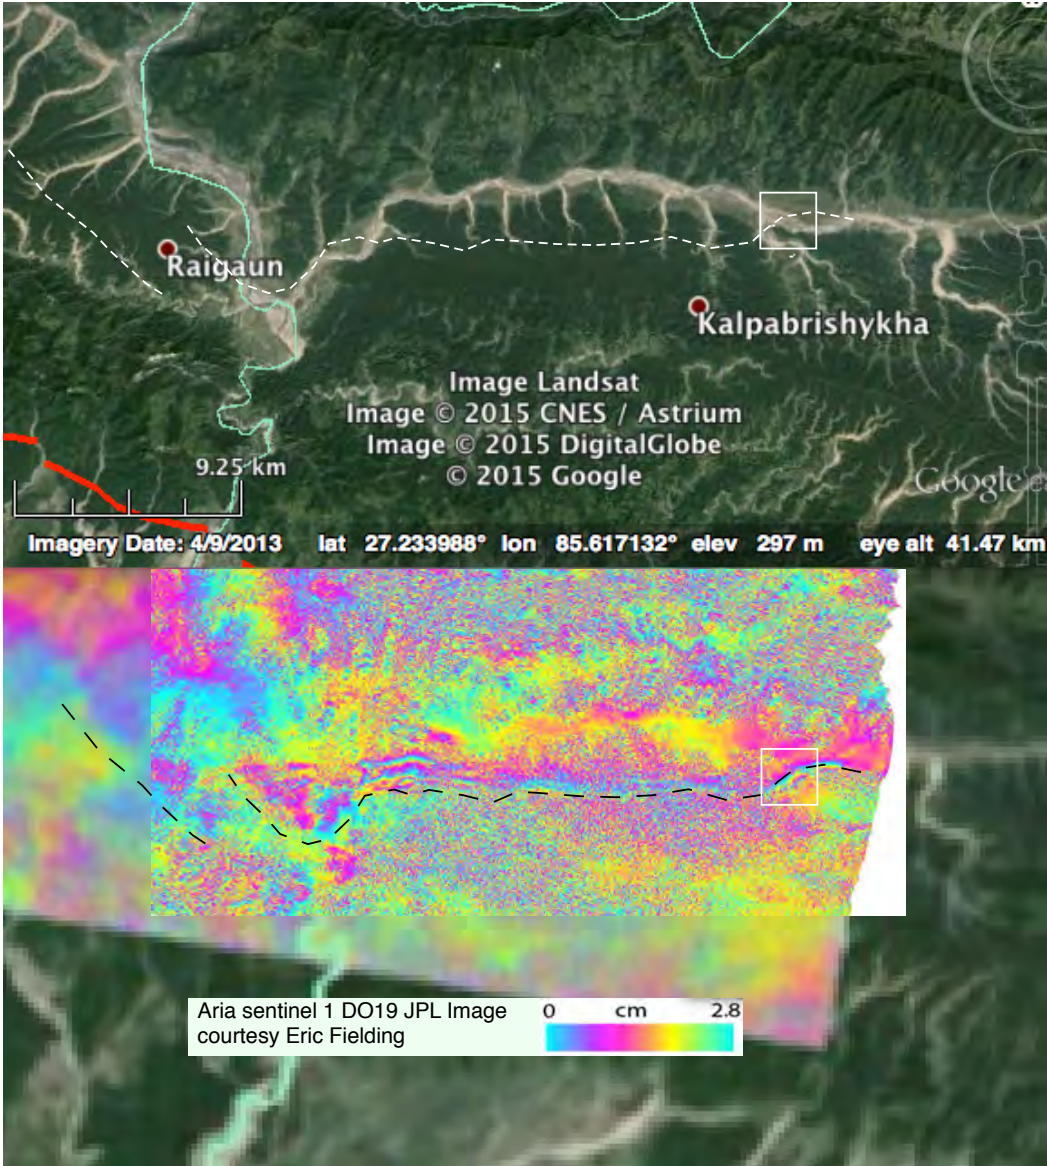 Raigaun
Kalpabrishykha
Image Landsat
Image © 2015 CNES / Astrium
Image © 2015 DigitalGlobe
© 2015 Google
9.25 km
Google
Imagery Date: 4/9/2013 lat 27.233988° lon 85.617132° elev 297 m eye alt 41.47 km
Aria sentinel 1 DO19 JPL Image
courtesy Eric Fielding
0 cm 2.8